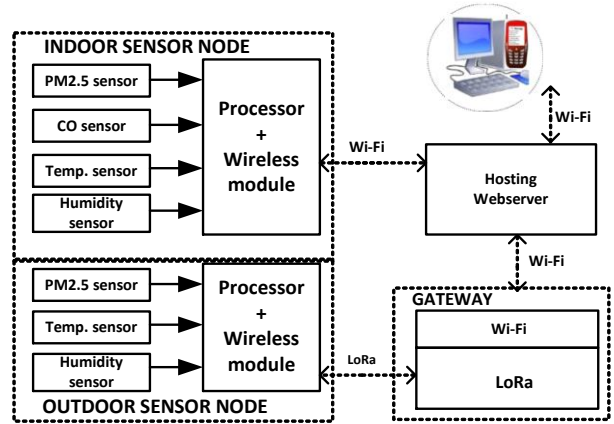 INDOOR SENSOR NODE
PM2.5 sensor
CO sensor
Temp. sensor
Humidity
sensor
Processor
+
Wireless
module
Wi-Fi
Wi-Fi
Hosting
Webserver
Wi-Fi
PM2.5 sensor
Temp. sensor
Humidity
sensor
Processor
+
Wireless
module
OUTDOOR SENSOR NODE
LoRa
GATEWAY
Wi-Fi
LoRa